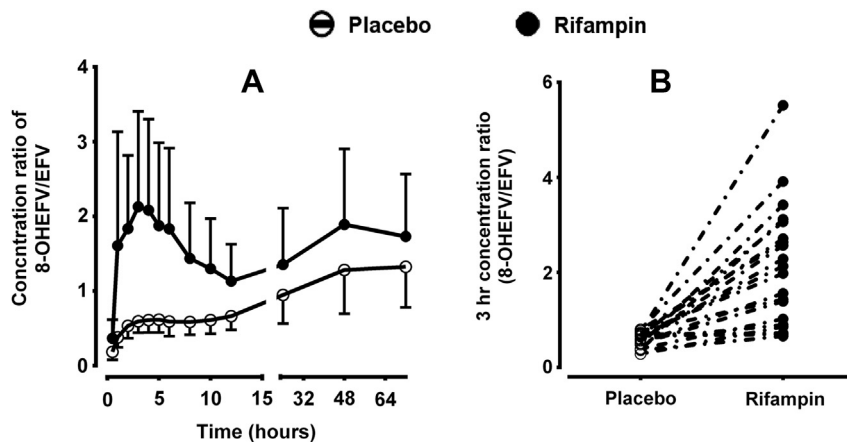 Placebo Rifampin
A
Concentration ratio of
8-OHEFV/EFV
4
3
2
1
0
0 5 10 15 32 48 64
Time (hours)
B
3 hr concentration ratio
(8-OHEFV/EFV)
6
4
2
0
Placebo Rifampin